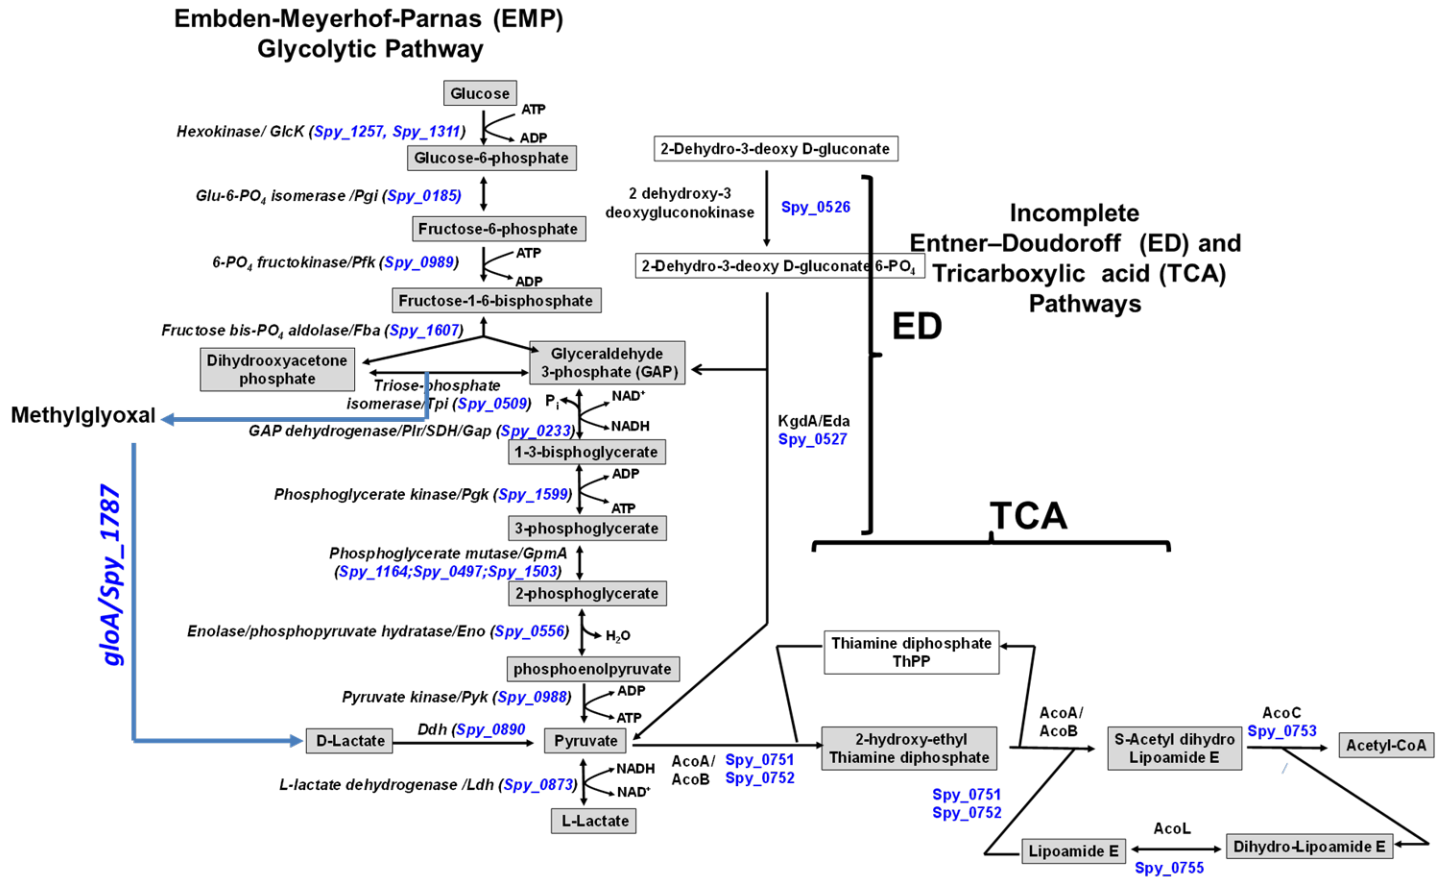 Embden-Meyerhof-Parnas (EMP)
Glycolytic Pathway
Glucose
ATP
Hexokinase/ GlcK (Spy_1257, Spy_1311)
ADP
Glucose-6-phosphate
Glu-6-PO4 isomerase /Pgi (Spy_0185)
Fructose-6-phosphate
ATP
6-PO4 fructokinase/Pfk (Spy_0989)
ADP
Fructose-1-6-bisphosphate
Fructose bis-PO4 aldolase/Fba (Spy_1607)
Dihydrooxyacetone
phosphate
Glyceraldehyde
3-phosphate (GAP)
Triose-phosphate
isomerase/Tpi (Spy_0509)
Pi
NAD+
NADH
Methylglyoxal
GAP dehydrogenase/Plr/SDH/Gap (Spy_0233)
1-3-bisphoglycerate
ADP
Phosphoglycerate kinase/Pgk (Spy_1599)
ATP
3-phosphoglycerate
Phosphoglycerate mutase/GpmA
(Spy_1164;Spy_0497;Spy_1503)
2-phosphoglycerate
Enolase/phosphopyruvate hydratase/Eno (Spy_0556)
H2O
phosphoenolpyruvate
ADP
Pyruvate kinase/Pyk (Spy_0988)
ATP
gloA/Spy_1787
D-Lactate
Ddh (Spy_0890
Pyruvate
NADH
L-lactate dehydrogenase /Ldh (Spy_0873)
NAD+
L-Lactate
2-Dehydro-3-deoxy D-gluconate
2 dehydroxy-3
deoxygluconokinase
Spy_0526
2-Dehydro-3-deoxy D-gluconate 6-PO4
Incomplete
Entner–Doudoroff (ED) and
Tricarboxylic acid (TCA)
Pathways
ED
KgdA/Eda
Spy_0527
TCA
Thiamine diphosphate
ThPP
AcoA/
AcoB
Spy_0751
Spy_0752
2-hydroxy-ethyl
Thiamine diphosphate
AcoA/
AcoB
Spy_0751
Spy_0752
S-Acetyl dihydro
Lipoamide E
AcoC
Spy_0753
/
Acetyl-CoA
Lipoamide E
AcoL
Spy_0755
Dihydro-Lipoamide E